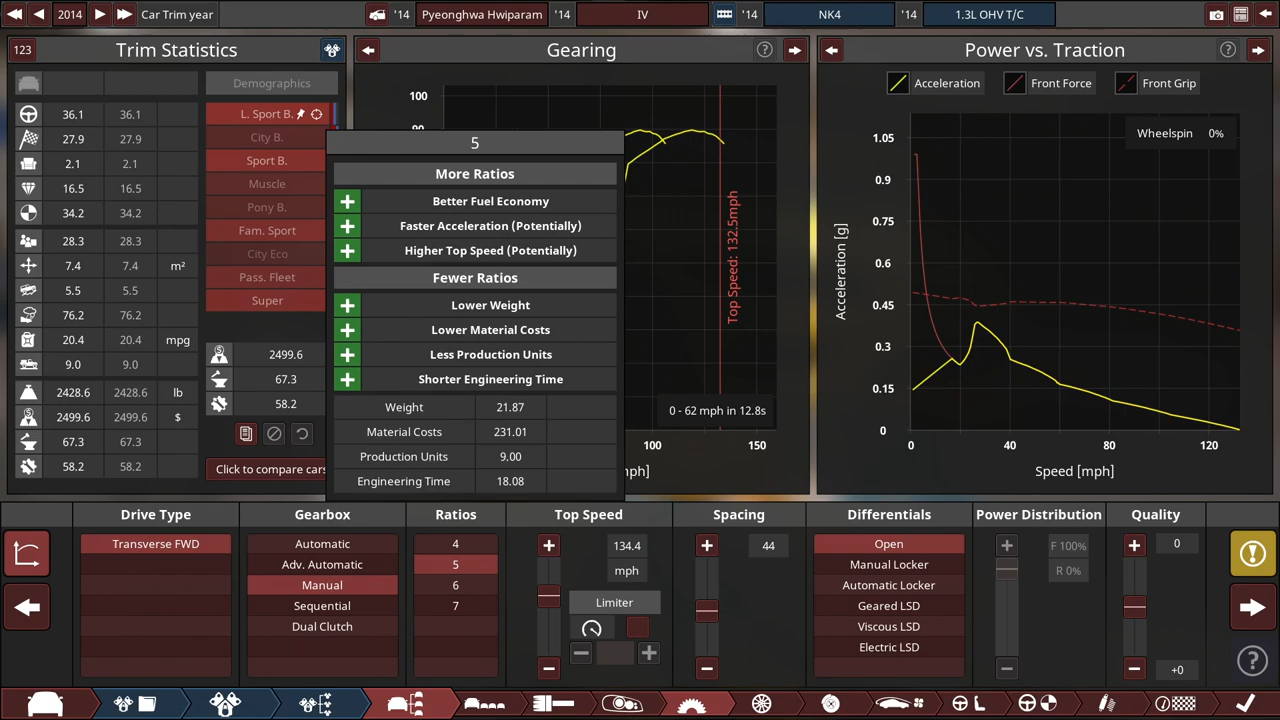 2014 Car Trim year '14 Pyeonghwa Hwiparam '14 IV '14 NK4 '14 1.3L OHV T/C
123 Trim Statistics
Demographics
36.1 36.1 L. Sport B.
27.9 27.9 City B.
2.1 2.1 Sport B.
16.5 16.5 Muscle
34.2 34.2 Pony B.
28.3 28.3 Fam. Sport
7.4 7.4 m² City Eco
5.5 5.5 Pass. Fleet
76.2 76.2 Super
20.4 20.4 mpg
9.0 9.0
2428.6 2428.6 lb
2499.6 2499.6 $
67.3 67.3
58.2 58.2
2499.6
67.3
58.2
Click to compare cars
Gearing ?
100
90
100 150
Top Speed: 132.5mph
0 - 62 mph in 12.8s
5
More Ratios
Better Fuel Economy
Faster Acceleration (Potentially)
Higher Top Speed (Potentially)
Fewer Ratios
Lower Weight
Lower Material Costs
Less Production Units
Shorter Engineering Time
Weight 21.87
Material Costs 231.01
Production Units 9.00
Engineering Time 18.08
Power vs. Traction ?
Acceleration Front Force Front Grip
Wheelspin 0%
1.05
0.9
0.75
0.6
0.45
0.3
0.15
0
0 40 80 120
Acceleration [g]
Speed [mph]
Drive Type
Transverse FWD
Gearbox
Automatic
Adv. Automatic
Manual
Sequential
Dual Clutch
Ratios
4
5
6
7
Top Speed
134.4
mph
Limiter
Spacing
44
Differentials
Open
Manual Locker
Automatic Locker
Geared LSD
Viscous LSD
Electric LSD
Power Distribution
F 100%
R 0%
Quality
0
+0
?